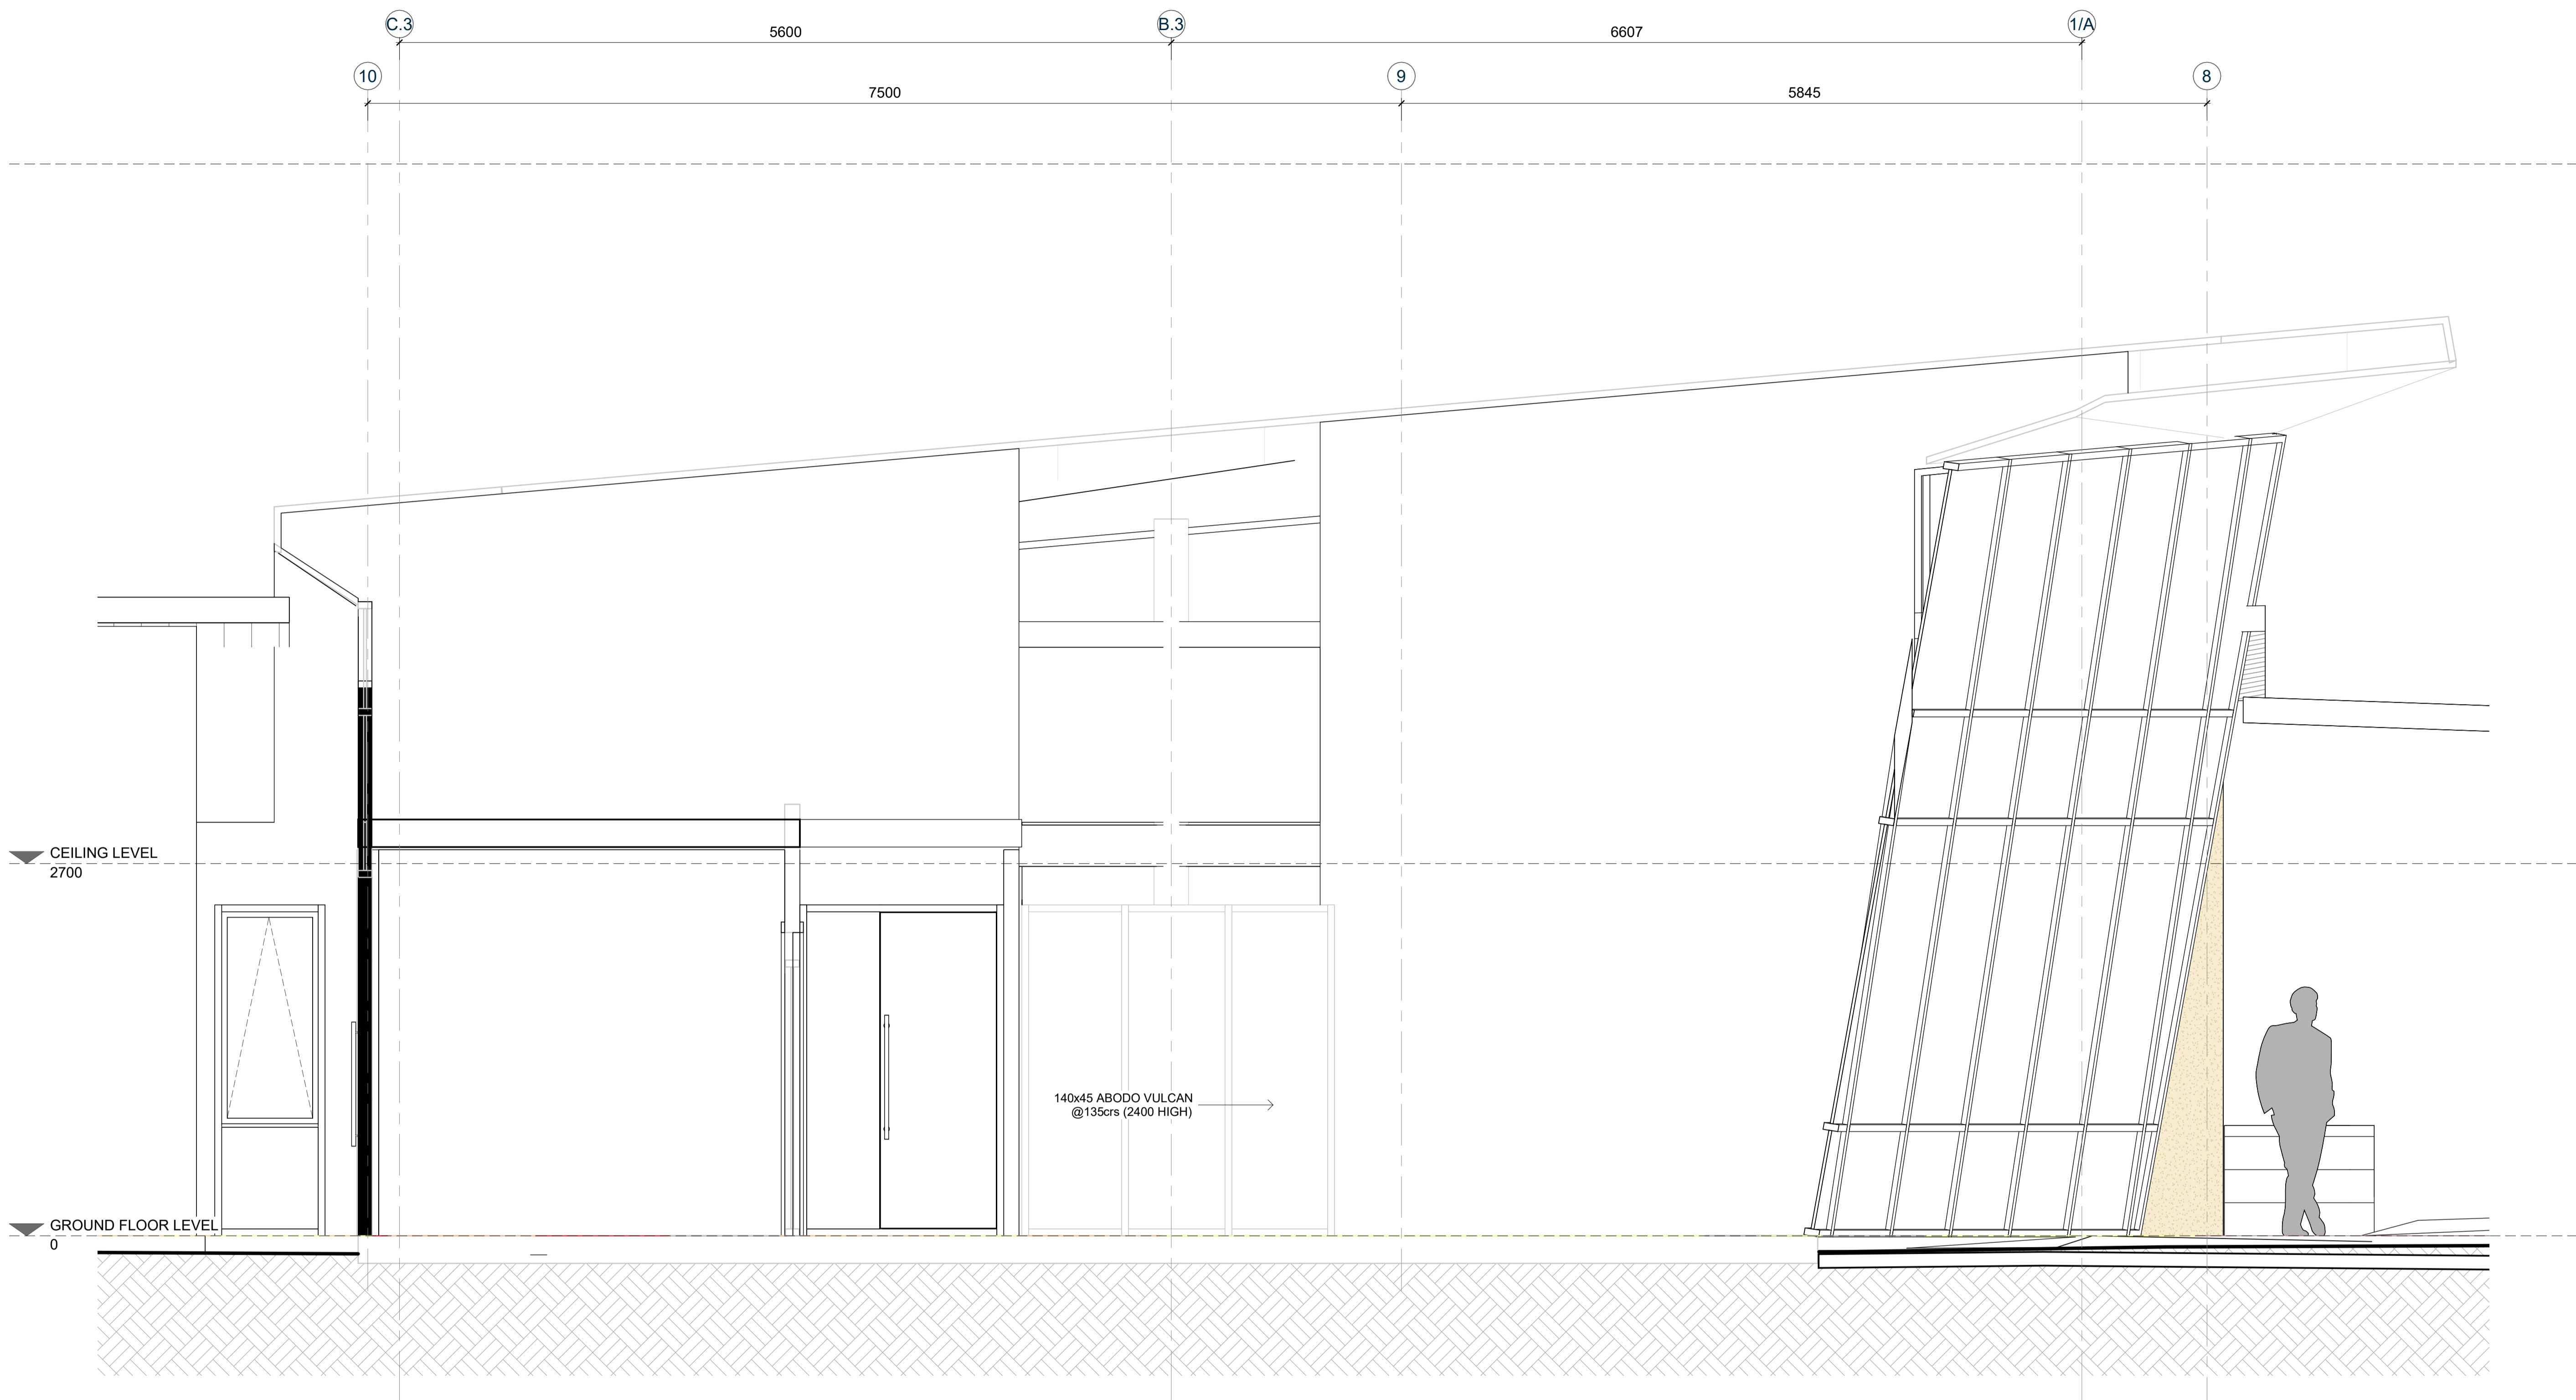 C.3
B.3
1/A
5600
6607
10
9
8
7500
5845
CEILING LEVEL
2700
140x45 ABODO VULCAN
@135crs (2400 HIGH)
GROUND FLOOR LEVEL
0